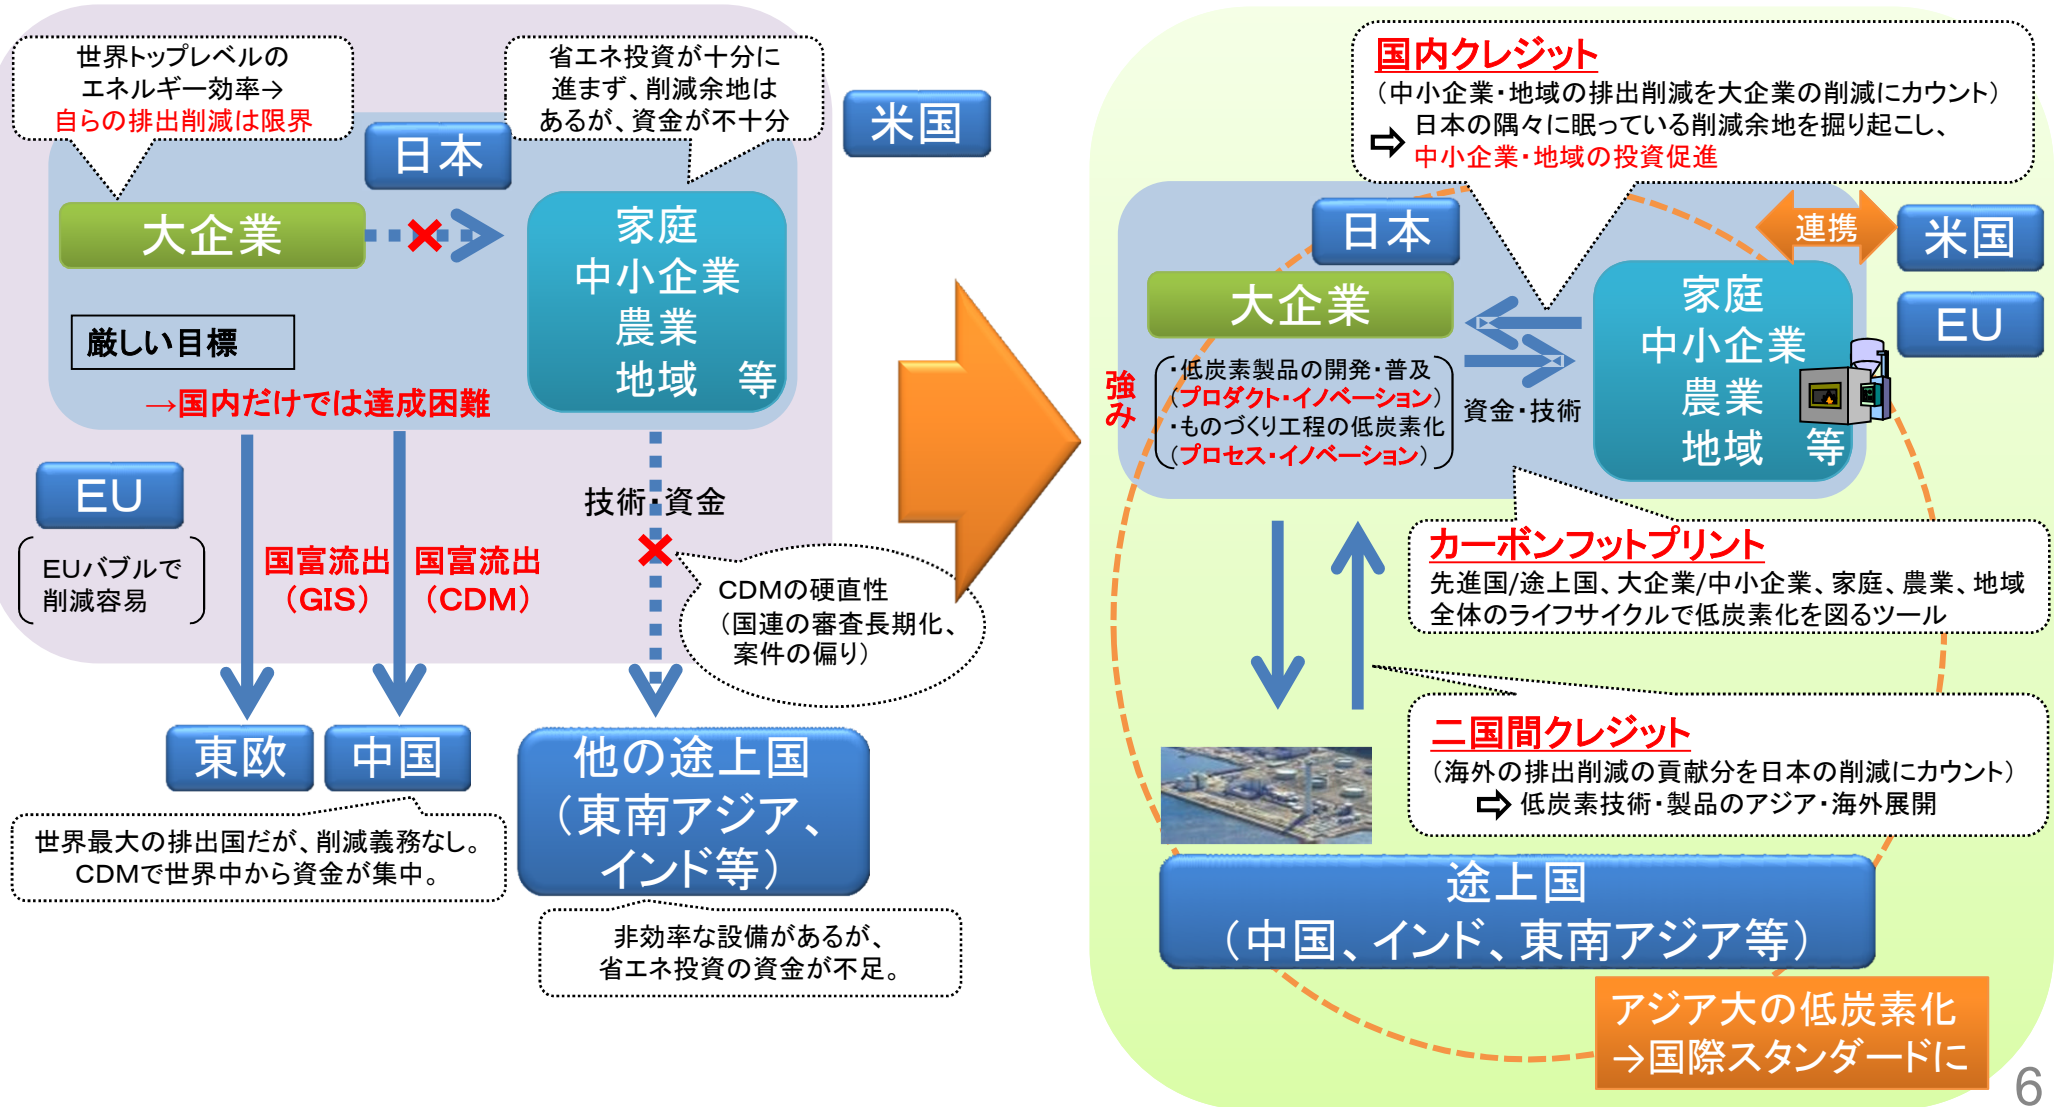 世界トップレベルの
エネルギー効率→
自らの排出削減は限界
省エネ投資が十分に
進まず、削減余地は
あるが、資金が不十分
日本
米国
大企業
家庭
中小企業
農業
地域　等
厳しい目標
→国内だけでは達成困難
EU
EUバブルで
削減容易
国富流出
（GIS）
国富流出
（CDM）
技術・資金
CDMの硬直性
（国連の審査長期化、
案件の偏り）
東欧
中国
他の途上国
（東南アジア、
インド等）
世界最大の排出国だが、削減義務なし。
CDMで世界中から資金が集中。
非効率な設備があるが、
省エネ投資の資金が不足。
国内クレジット
（中小企業・地域の排出削減を大企業の削減にカウント）
⇨ 日本の隅々に眠っている削減余地を掘り起こし、
中小企業・地域の投資促進
日本
連携
米国
EU
大企業
家庭
中小企業
農業
地域　等
強み
・低炭素製品の開発・普及
（プロダクト・イノベーション）
・ものづくり工程の低炭素化
（プロセス・イノベーション）
資金・技術
カーボンフットプリント
先進国/途上国、大企業/中小企業、家庭、農業、地域
全体のライフサイクルで低炭素化を図るツール
二国間クレジット
（海外の排出削減の貢献分を日本の削減にカウント）
⇨ 低炭素技術・製品のアジア・海外展開
途上国
（中国、インド、東南アジア等）
アジア大の低炭素化
→国際スタンダードに
6